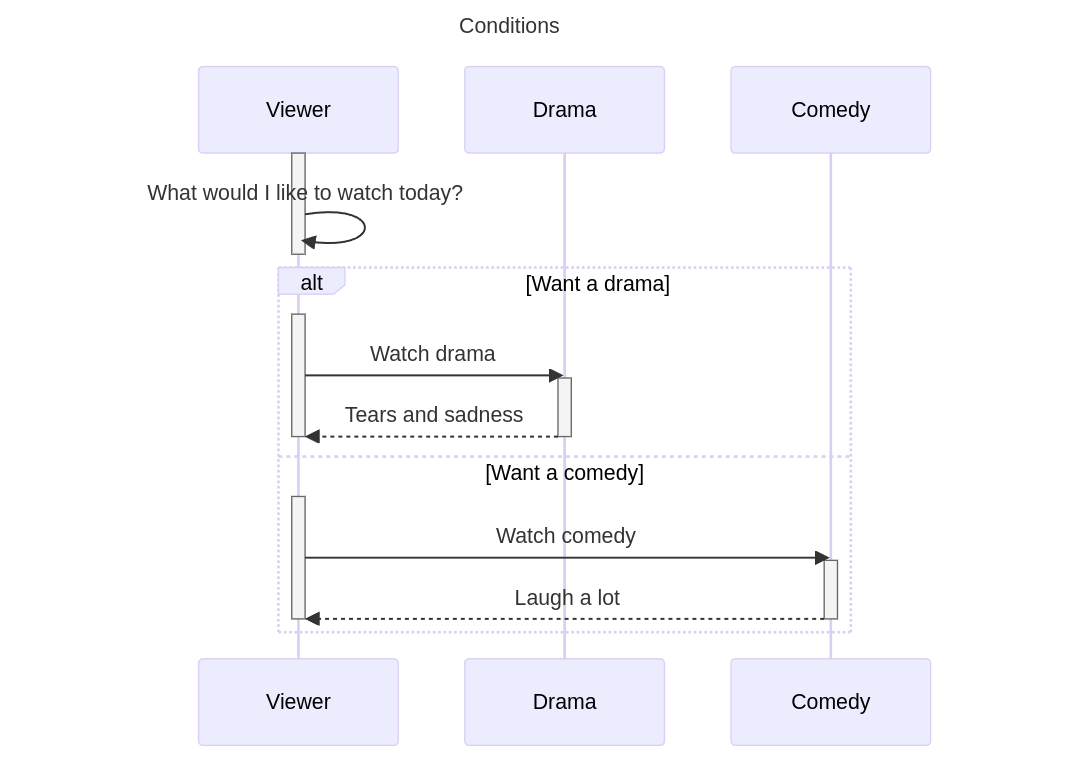 Conditions
Viewer
Drama
Comedy
What would I like to watch today?
alt
[Want a drama]
Watch drama
Tears and sadness
[Want a comedy]
Watch comedy
Laugh a lot
Viewer
Drama
Comedy